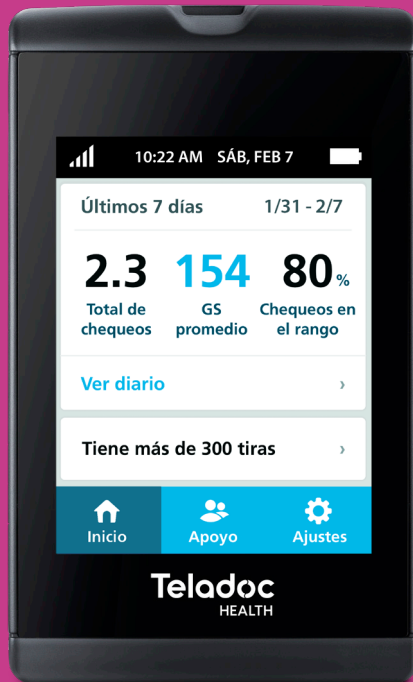 10:22 AM SÁB, FEB 7
Últimos 7 días 1/31 - 2/7
2.3 154 80 %
Total de chequeos
GS promedio
Chequeos en el rango
Ver diario ›
Tiene más de 300 tiras ›
Inicio Apoyo Ajustes
Teladoc
HEALTH